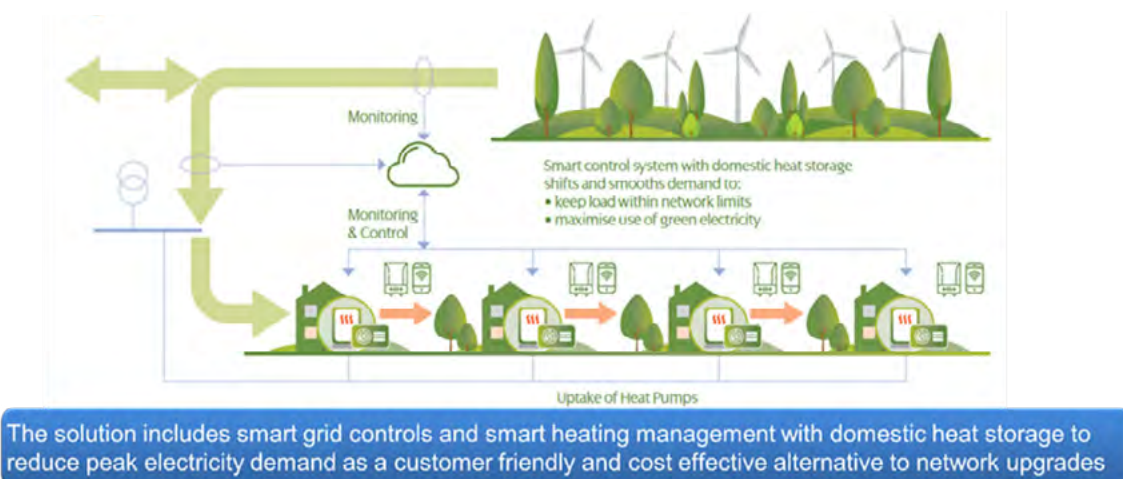 Monitoring
Smart control system with domestic heat storage
shifts and smooths demand to:
• keep load within network limits
• maximise use of green electricity
Monitoring
& Control
Uptake of Heat Pumps
The solution includes smart grid controls and smart heating management with domestic heat storage to
reduce peak electricity demand as a customer friendly and cost effective alternative to network upgrades